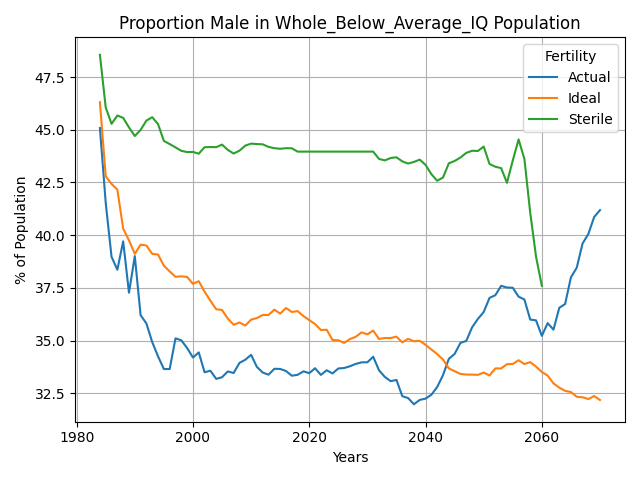 Proportion Male in Whole_Below_Average_IQ Population
Fertility
Actual
Ideal
Sterile
% of Population
47.5
45.0
42.5
40.0
37.5
35.0
32.5
1980
2000
2020
2040
2060
Years